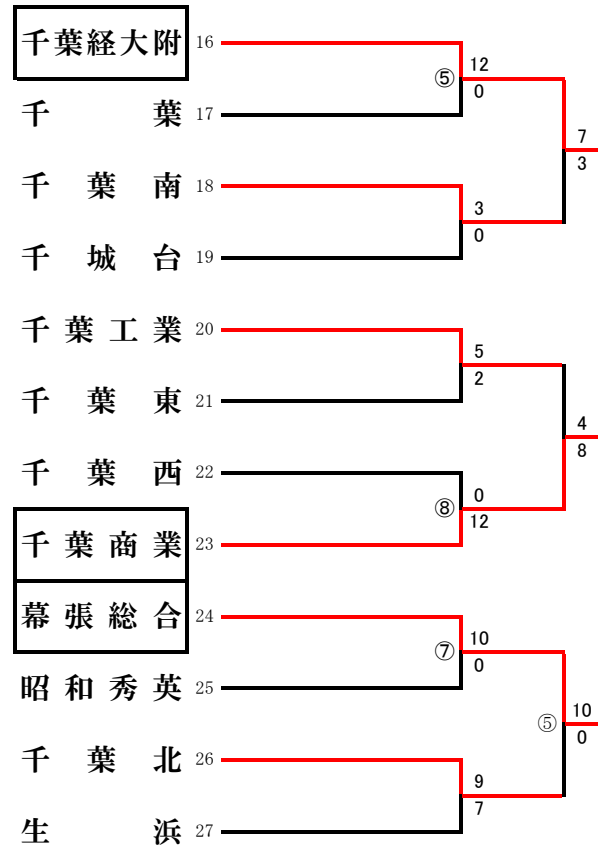 千葉経大附 16
12
⑤
0
千葉 17
7
3
千葉南 18
3
0
千城台 19
千葉工業 20
5
2
千葉東 21
4
8
千葉西 22
0
⑧
12
千葉商業 23
幕張総合 24
10
⑦
0
昭和秀英 25
10
⑤
0
千葉北 26
9
7
生浜 27